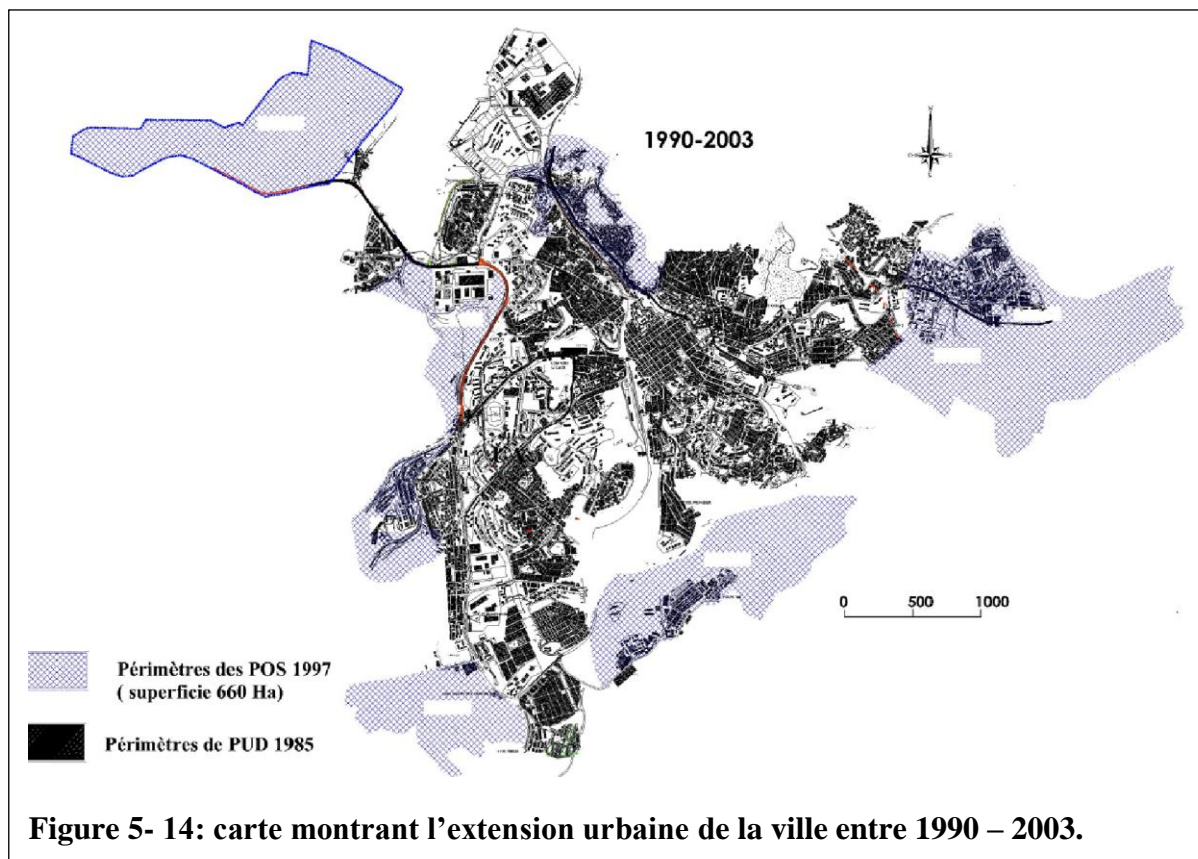 1990-2003
0 500 1000
Périmètres des POS 1997
( superficie 660 Ha)
Périmètres de PUD 1985
Figure 5- 14: carte montrant l’extension urbaine de la ville entre 1990 – 2003.